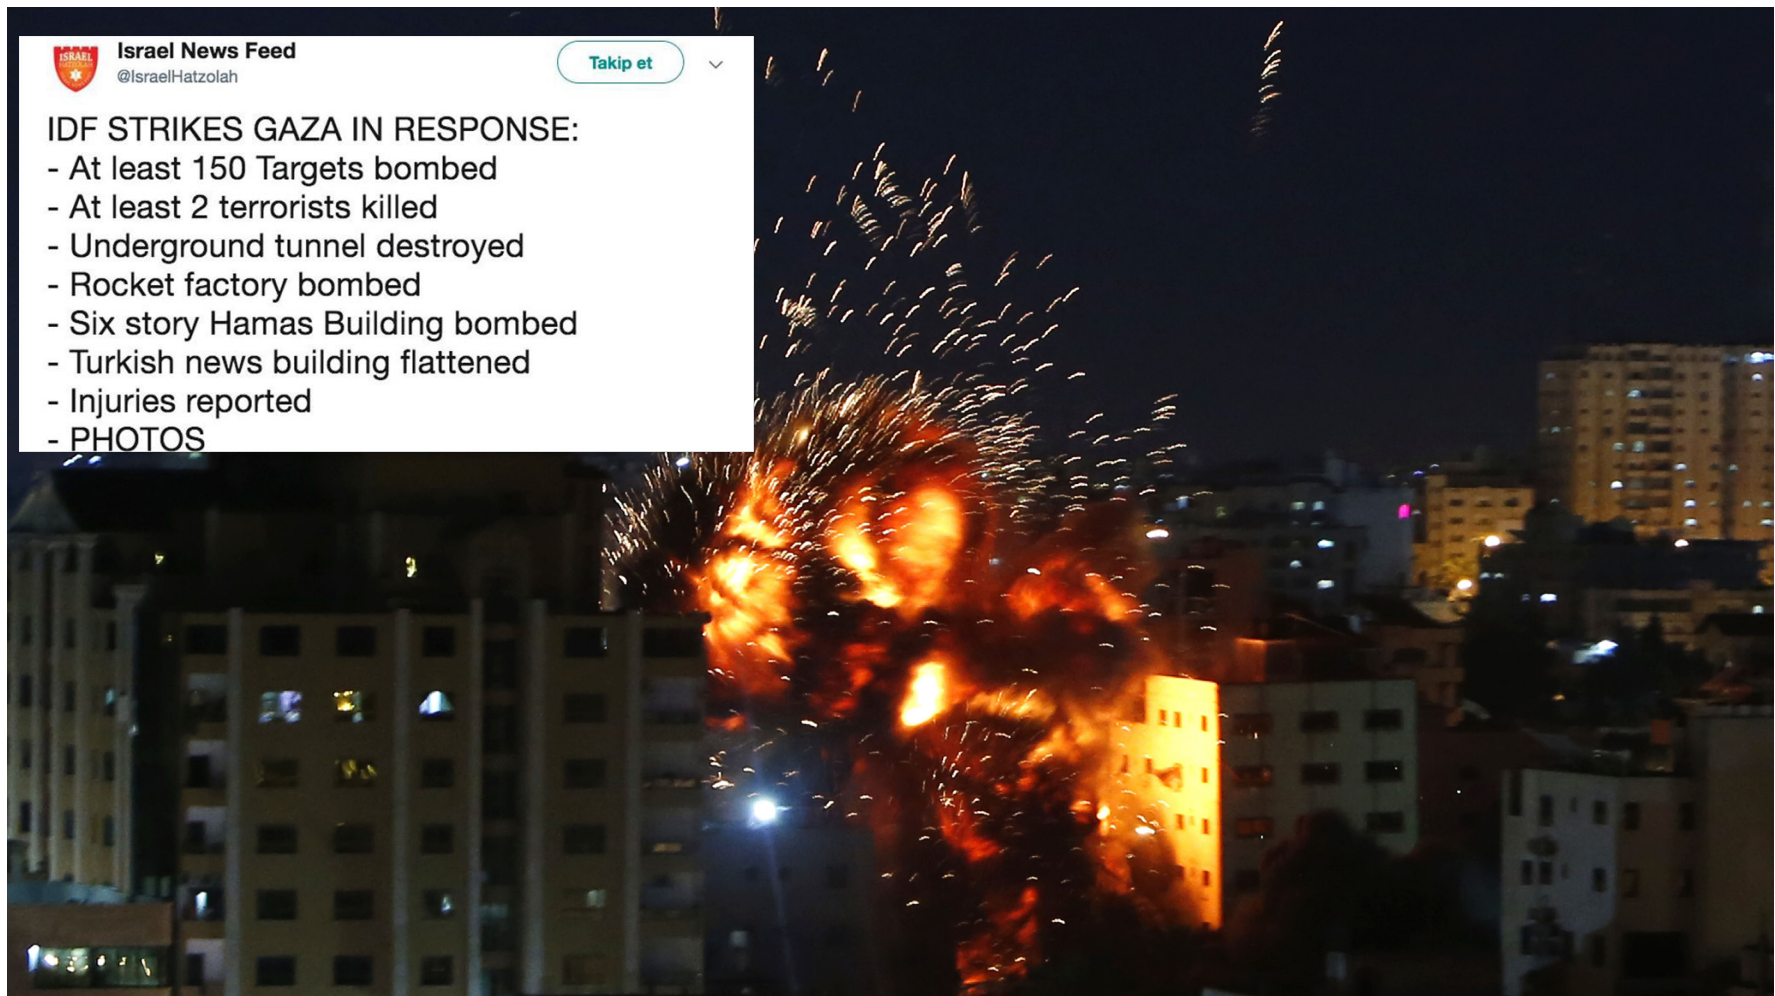 ISRAEL
Israel News Feed
@IsraelHatzolah
Takip et
IDF STRIKES GAZA IN RESPONSE:
- At least 150 Targets bombed
- At least 2 terrorists killed
- Underground tunnel destroyed
- Rocket factory bombed
- Six story Hamas Building bombed
- Turkish news building flattened
- Injuries reported
- PHOTOS